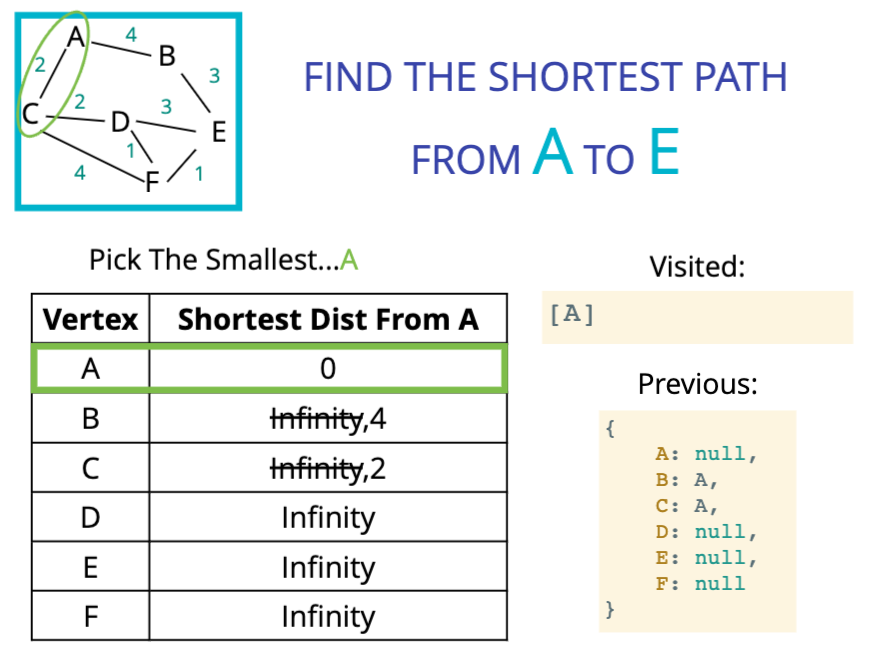 A
4
B
2
3
C
2
D
3
E
1
4
F
1
FIND THE SHORTEST PATH
FROM A TO E
Pick The Smallest...A
Vertex Shortest Dist From A
A 0
B Infinity,4
C Infinity,2
D Infinity
E Infinity
F Infinity
Visited:
[A]
Previous:
{
A: null,
B: A,
C: A,
D: null,
E: null,
F: null
}